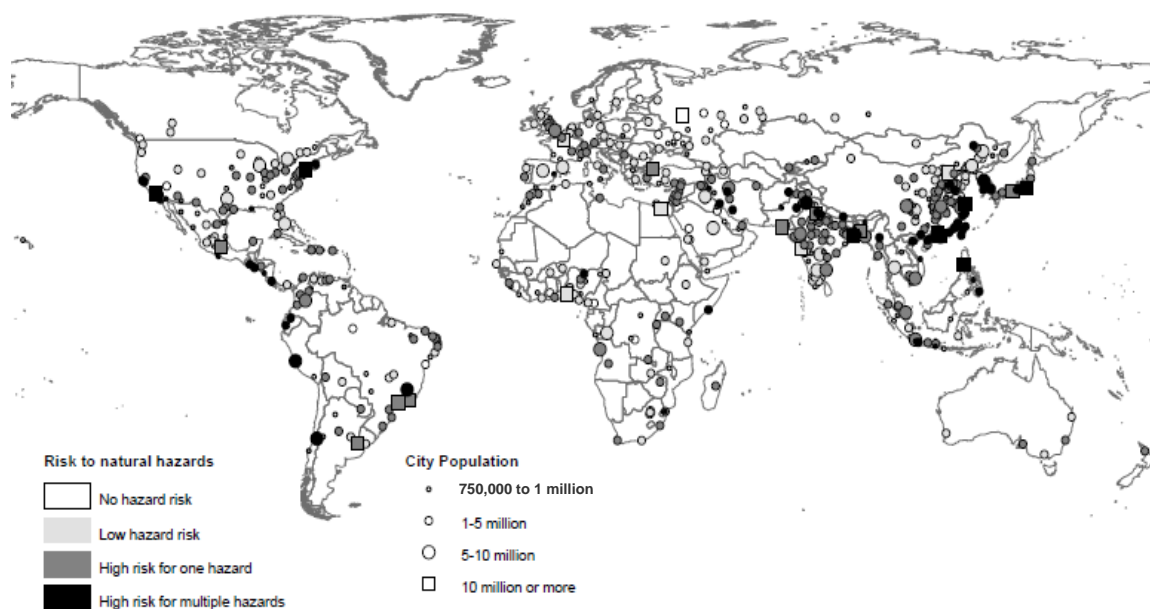 Risk to natural hazards
No hazard risk
Low hazard risk
High risk for one hazard
High risk for multiple hazards
City Population
750,000 to 1 million
1-5 million
5-10 million
10 million or more